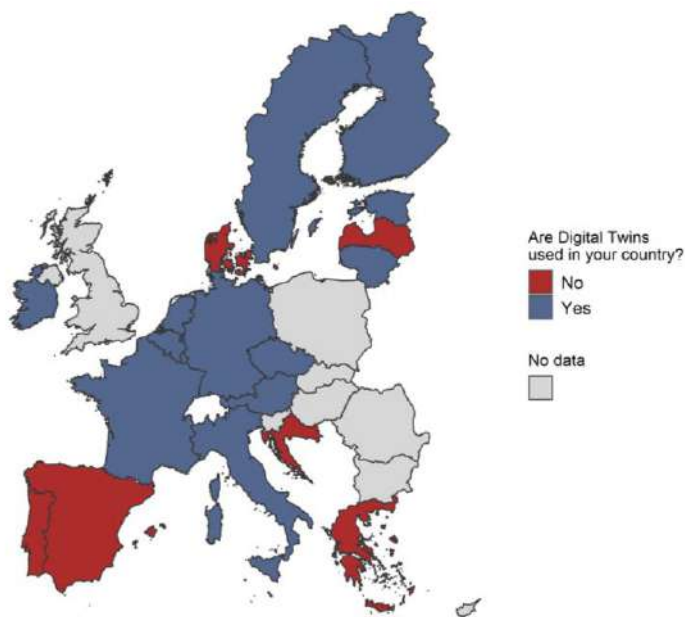 Are Digital Twins
used in your country?
No
Yes
No data